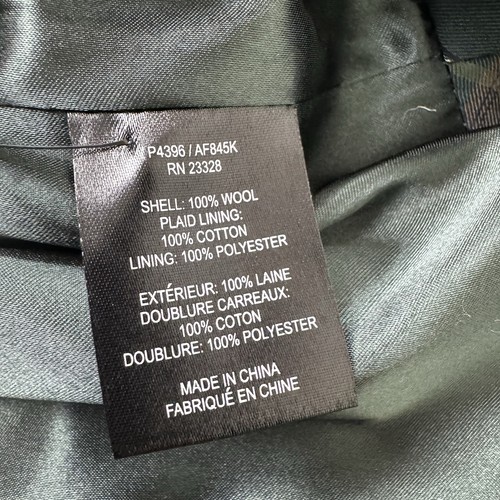 P4396 / AF845K
RN 23328
SHELL: 100% WOOL
PLAID LINING:
100% COTTON
LINING: 100% POLYESTER
EXTÉRIEUR: 100% LAINE
DOUBLURE CARREAUX:
100% COTON
DOUBLURE: 100% POLYESTER
MADE IN CHINA
FABRIQUÉ EN CHINE